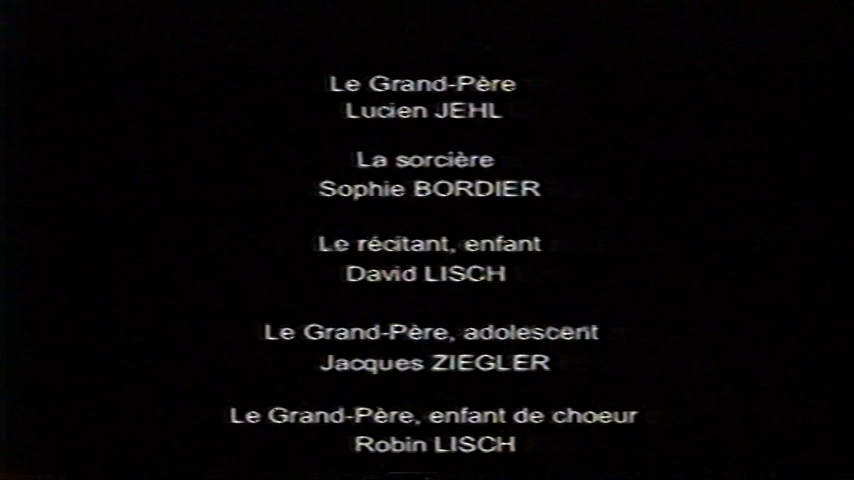 Le Grand-Père
Lucien JEHL
La sorcière
Sophie BORDIER
Le récitant, enfant
David LISCH
Le Grand-Père, adolescent
Jacques ZIEGLER
Le Grand-Père, enfant de choeur
Robin LISCH